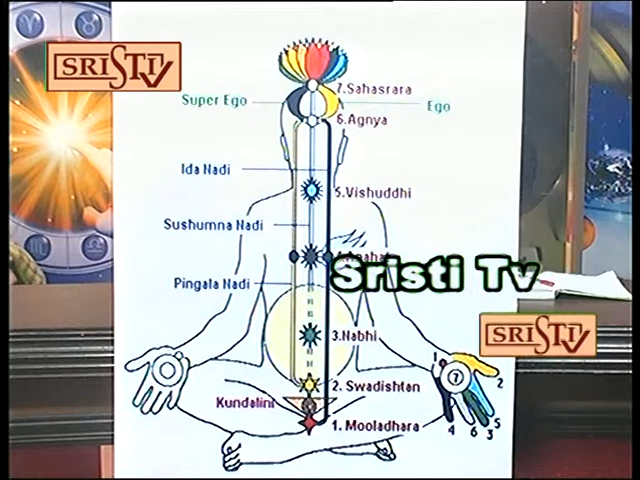 SRISTI TV
7.Sahasrara
Super Ego
Ego
6.Agnya
Ida Nadi
5.Vishuddhi
Sushumna Nadi
Sristi Tv
Pingala Nadi
SRISTI TV
3.Nabhi
1
7
2
2. Swadishtan
Kundalini
1. Mooladhara
4
6
3
5